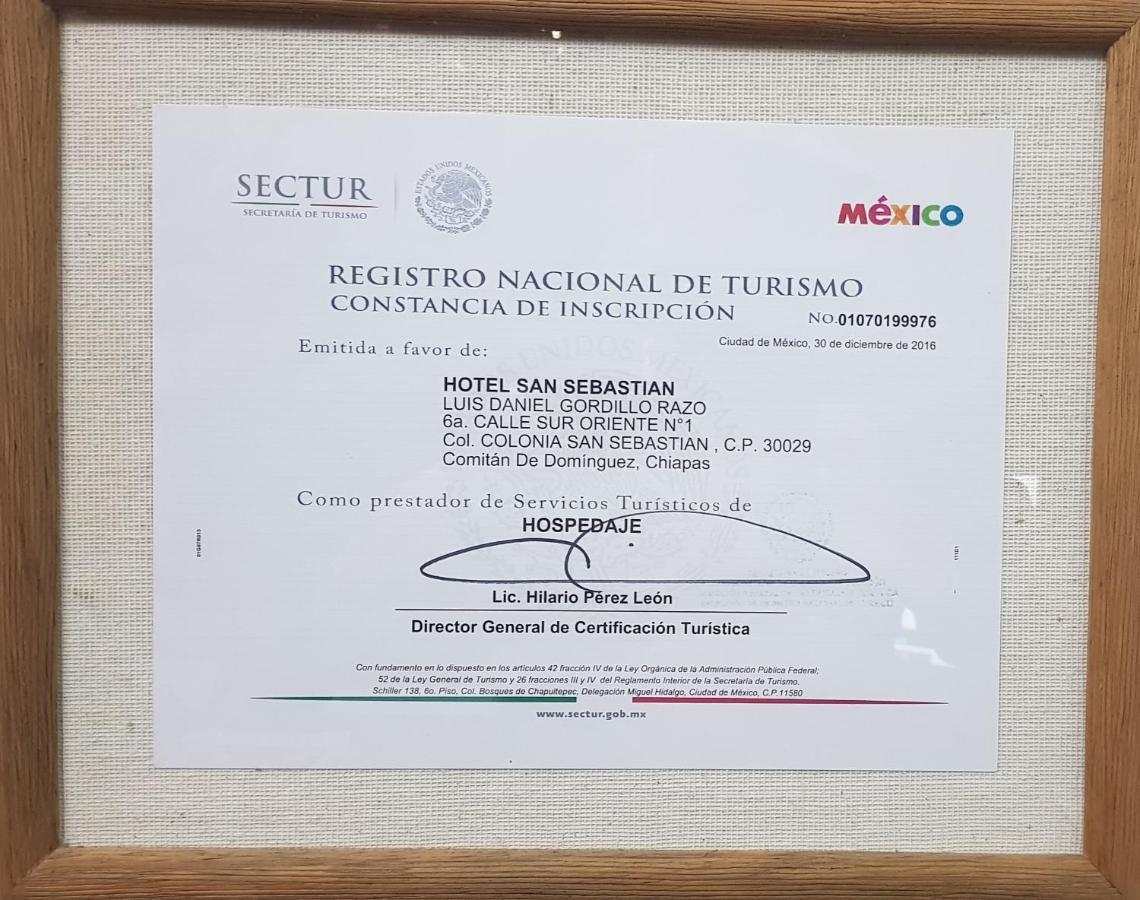 SECTUR
SECRETARÍA DE TURISMO
ESTADOS UNIDOS MEXICANOS
MéXICO
REGISTRO NACIONAL DE TURISMO
CONSTANCIA DE INSCRIPCIÓN
NO.01070199976
Ciudad de México, 30 de diciembre de 2016
Emitida a favor de:
HOTEL SAN SEBASTIAN
LUIS DANIEL GORDILLO RAZO
6a. CALLE SUR ORIENTE N°1
Col. COLONIA SAN SEBASTIAN , C.P. 30029
Comitán De Domínguez, Chiapas
Como prestador de Servicios Turísticos de
HOSPEDAJE
Lic. Hilario Pérez León
Director General de Certificación Turística
Con fundamento en lo dispuesto en los artículos 42 fracción IV de la Ley Orgánica de la Administración Pública Federal;
52 de la Ley General de Turismo y 26 fracciones III y IV del Reglamento Interior de la Secretaría de Turismo.
Schiller 138, 6o. Piso, Col. Bosques de Chapultepec, Delegación Miguel Hidalgo, Ciudad de México, C.P.11580
www.sectur.gob.mx